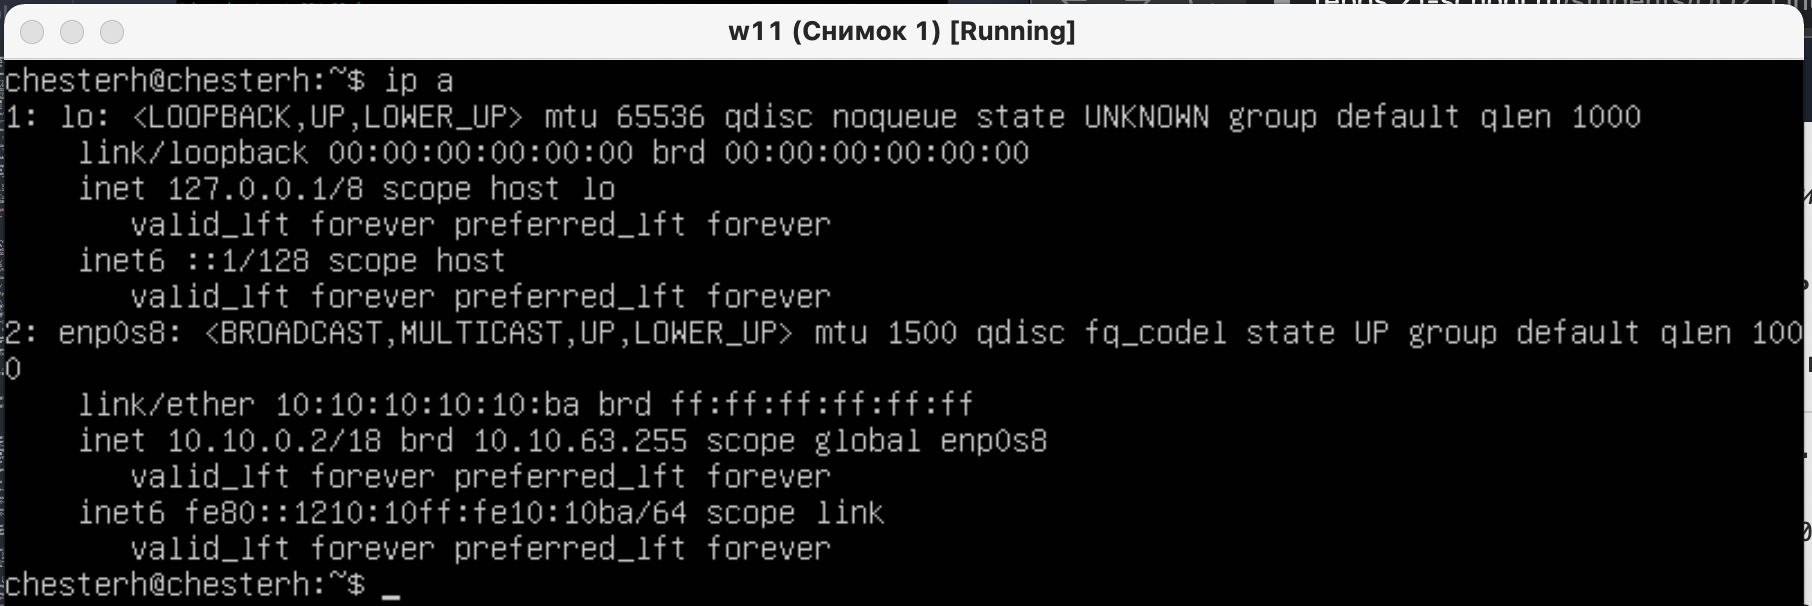 w11 (Снимок 1) [Running]
chesterh@chesterh:~$ ip a
1: lo: <LOOPBACK,UP,LOWER_UP> mtu 65536 qdisc noqueue state UNKNOWN group default qlen 1000
    link/loopback 00:00:00:00:00:00 brd 00:00:00:00:00:00
    inet 127.0.0.1/8 scope host lo
       valid_lft forever preferred_lft forever
    inet6 ::1/128 scope host
       valid_lft forever preferred_lft forever
2: enp0s8: <BROADCAST,MULTICAST,UP,LOWER_UP> mtu 1500 qdisc fq_codel state UP group default qlen 100
0
    link/ether 10:10:10:10:10:ba brd ff:ff:ff:ff:ff:ff
    inet 10.10.0.2/18 brd 10.10.63.255 scope global enp0s8
       valid_lft forever preferred_lft forever
    inet6 fe80::1210:10ff:fe10:10ba/64 scope link
       valid_lft forever preferred_lft forever
chesterh@chesterh:~$ _